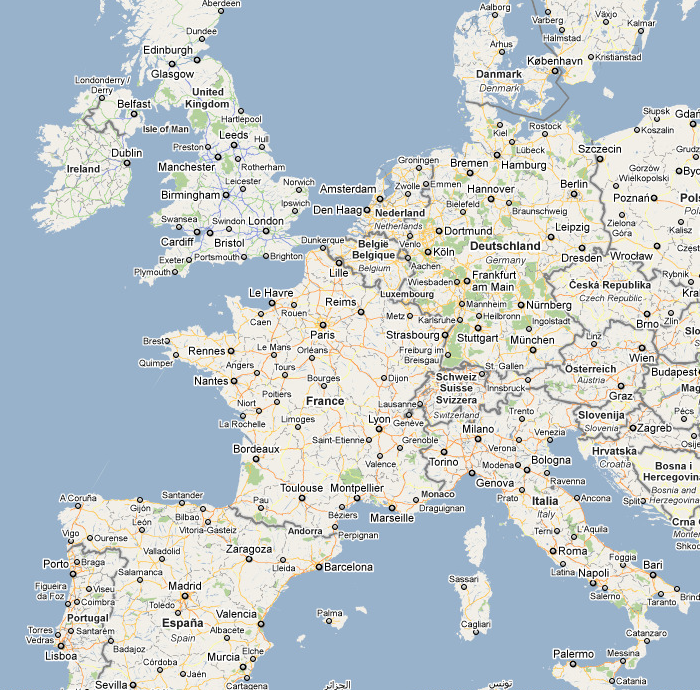 Aberdeen
Aalborg
Varberg
Växjo
Kalmar
Halmstad
Dundee
Edinburgh
Glasgow
Arhus
København
Kristianstad
Danmark
Denmark
Londonderry /
Derry
Belfast
United
Kingdom
Isle of Man
Hartlepool
Preston
Leeds
Hull
Kiel
Rostock
Lübeck
Słupsk
Koszalin
Dublin
Ireland
Manchester
Rotherham
Groningen
Bremen
Hamburg
Szczecin
Leicester
Norwich
Birmingham
Ipswich
Amsterdam
Zwolle
Emmen
Hannover
Berlin
Gorzów
Wielkopolski
Poznań
Den Haag
Nederland
Netherlands
Bielefeld
Braunschweig
Swansea
Swindon
London
Cardiff
Bristol
Zielona
Góra
Kalisz
Dunkerque
België
Belgique
Belgium
Venlo
Dortmund
Deutschland
Germany
Leipzig
Exeter
Portsmouth
Brighton
Plymouth
Lille
Köln
Aachen
Dresden
Wrocław
Luxembourg
Wiesbaden
Frankfurt
am Main
Česká Republika
Czech Republic
Rybnik
Le Havre
Rouen
Reims
Caen
Metz
Mannheim
Karlsruhe
Heilbronn
Nürnberg
Ingolstadt
Brno
Paris
Strasbourg
Stuttgart
München
Linz
Wien
Brest
Quimper
Rennes
Le Mans
Orléans
Freiburg im
Breisgau
Angers
Tours
Nantes
Bourges
Dijon
Schweiz
Suisse
Svizzera
Switzerland
St. Gallen
Innsbruck
Österreich
Austria
Graz
Budapest
Poitiers
Niort
La Rochelle
France
Lausanne
Genève
Trento
Slovenija
Slovenia
Zagreb
Pécs
Limoges
Lyon
Saint-Etienne
Grenoble
Milano
Verona
Venezia
Hrvatska
Croatia
Bordeaux
Valence
Torino
Modena
Bologna
Ravenna
Bosna i
Hercegovina
Bosnia and
Herzegovina
Toulouse
Montpellier
Monaco
Genova
Prato
Ancona
Split
A Coruña
Gijón
Santander
Bilbao
Vitoria-Gasteiz
Pau
Béziers
Marseille
Draguignan
Italia
Italy
Andorra
Perpignan
León
Vigo
Ourense
Terni
L'Aquila
Porto
Braga
Valladolid
Zaragoza
Lleida
Barcelona
Roma
Latina
Foggia
Bari
Salamanca
Figueira
da Foz
Viseu
Coimbra
Madrid
Toledo
Sassari
Napoli
Salerno
Taranto
Portugal
Santarém
Torres
Vedras
Lisboa
España
Spain
Valencia
Albacete
Palma
Cagliari
Catanzaro
Badajoz
Córdoba
Jaén
Elche
Murcia
Sevilla
Cartagena
Palermo
Messina
Catania
الجزائر
تونس